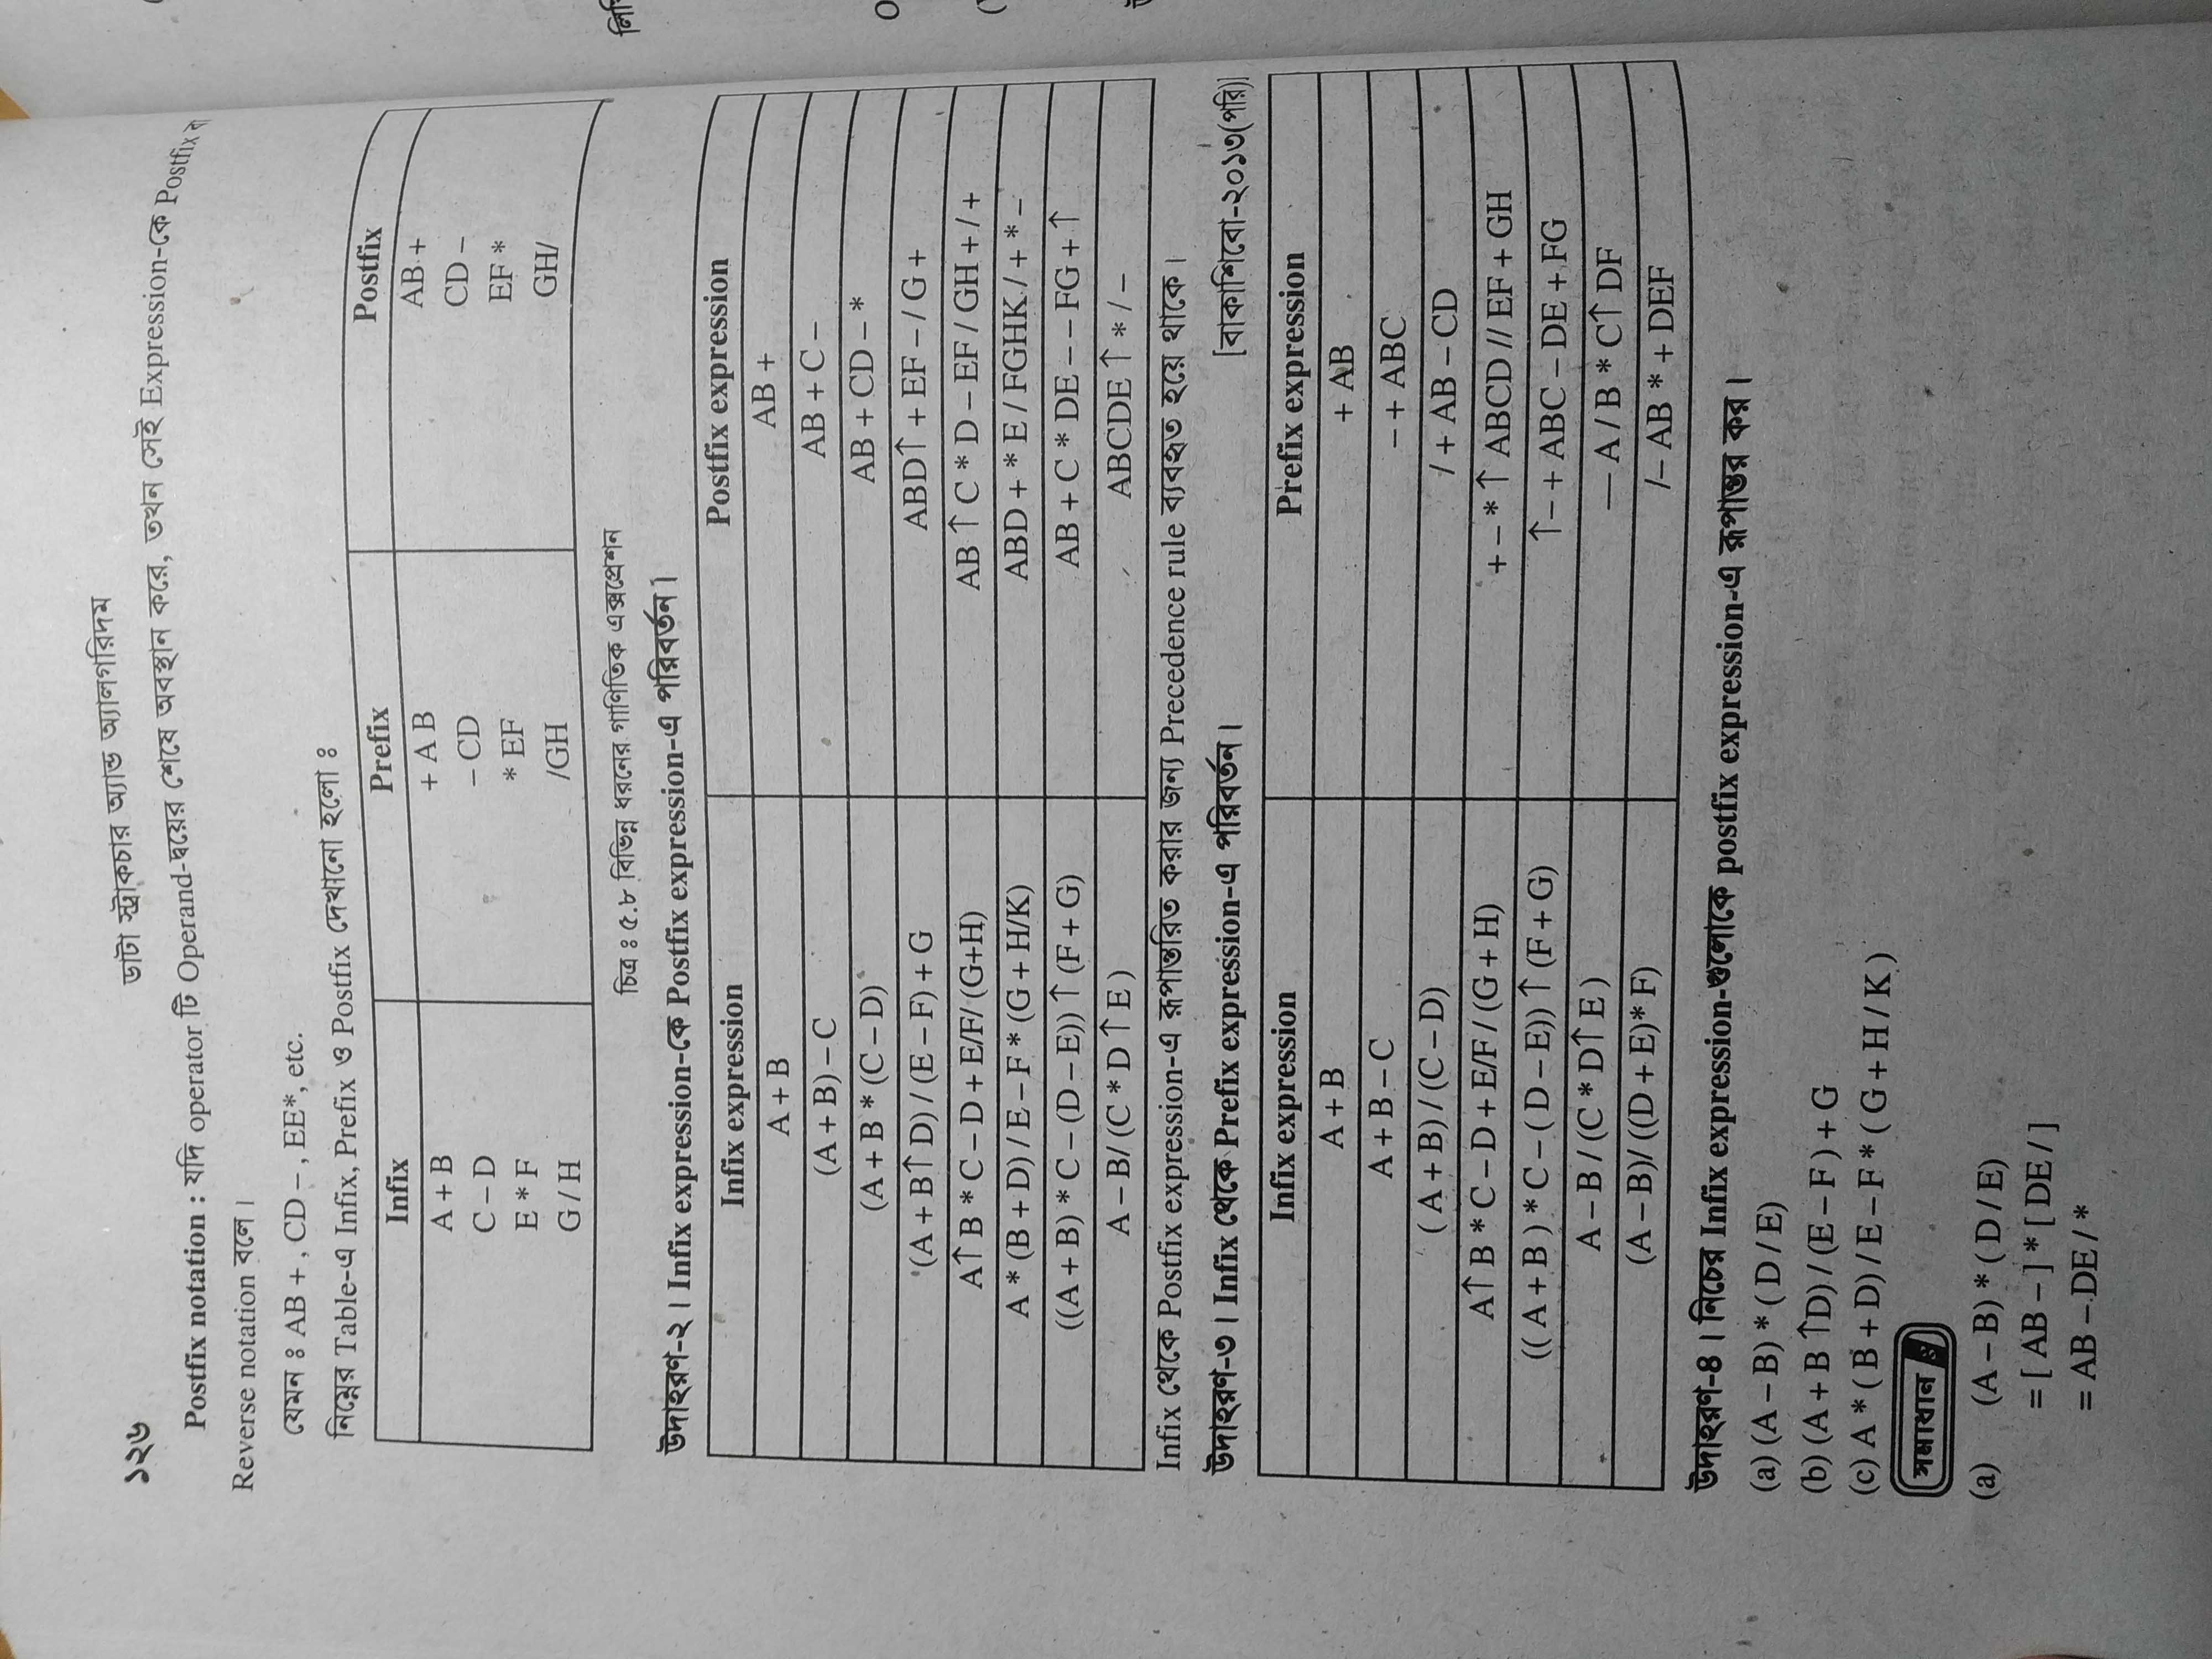 ১২৬
ডাটা স্ট্রাকচার অ্যান্ড অ্যালগরিদম
Postfix notation : যদি operator টি Operand-দ্বয়ের শেষে অবস্থান করে, তখন সেই Expression-কে Postfix বা
Reverse notation বলে।
যেমন ঃ AB + , CD – , EE*, etc.
নিম্নের Table-এ Infix, Prefix ও Postfix দেখানো হলো ঃ
Infix Prefix Postfix
A + B + A B AB +
C – D – CD CD –
E * F * EF EF *
G / H /GH GH/
চিত্র ঃ ৫.৮ বিভিন্ন ধরনের গাণিতিক এক্সপ্রেশন
উদাহরণ-২। Infix expression-কে Postfix expression-এ পরিবর্তন।
Infix expression Postfix expression
A + B AB +
(A + B) – C AB + C –
(A + B * (C – D) AB + CD – *
(A + B↑ D) / (E – F) + G ABD↑ + EF – / G +
A↑ B * C – D + E/F/ (G+H) AB ↑ C * D – EF / GH + / +
A * (B + D) / E – F * (G + H/K) ABD + * E / FGHK / + * –
((A + B) * C – (D – E)) ↑ (F + G) AB + C * DE – – FG + ↑
A – B/ (C * D ↑ E ) ABCDE ↑ * / –
Infix থেকে Postfix expression-এ রূপান্তরিত করার জন্য Precedence rule ব্যবহৃত হয়ে থাকে।
উদাহরণ-৩। Infix থেকে Prefix expression-এ পরিবর্তন। [বাকাশিবো-২০১৩(পরি)]
Infix expression Prefix expression
A + B + AB
A + B – C – + ABC
( A + B) / (C – D) / + AB – CD
A↑ B * C – D + E/F / (G + H) + – * ↑ ABCD // EF + GH
(( A + B ) * C – ( D – E)) ↑ (F + G) ↑ – + ABC – DE + FG
A – B / (C * D↑ E ) — A / B * C↑ DF
(A – B)/ ((D + E)* F) /– AB * + DEF
উদাহরণ-৪। নিচের Infix expression-গুলোকে postfix expression-এ রূপান্তর কর।
(a) (A – B) * ( D / E)
(b) (A + B ↑D) / (E – F ) + G
(c) A * ( B + D) / E – F * ( G + H / K )
সমাধান
(a) (A – B) * ( D / E)
= [ AB – ] * [ DE / ]
= AB – DE / *